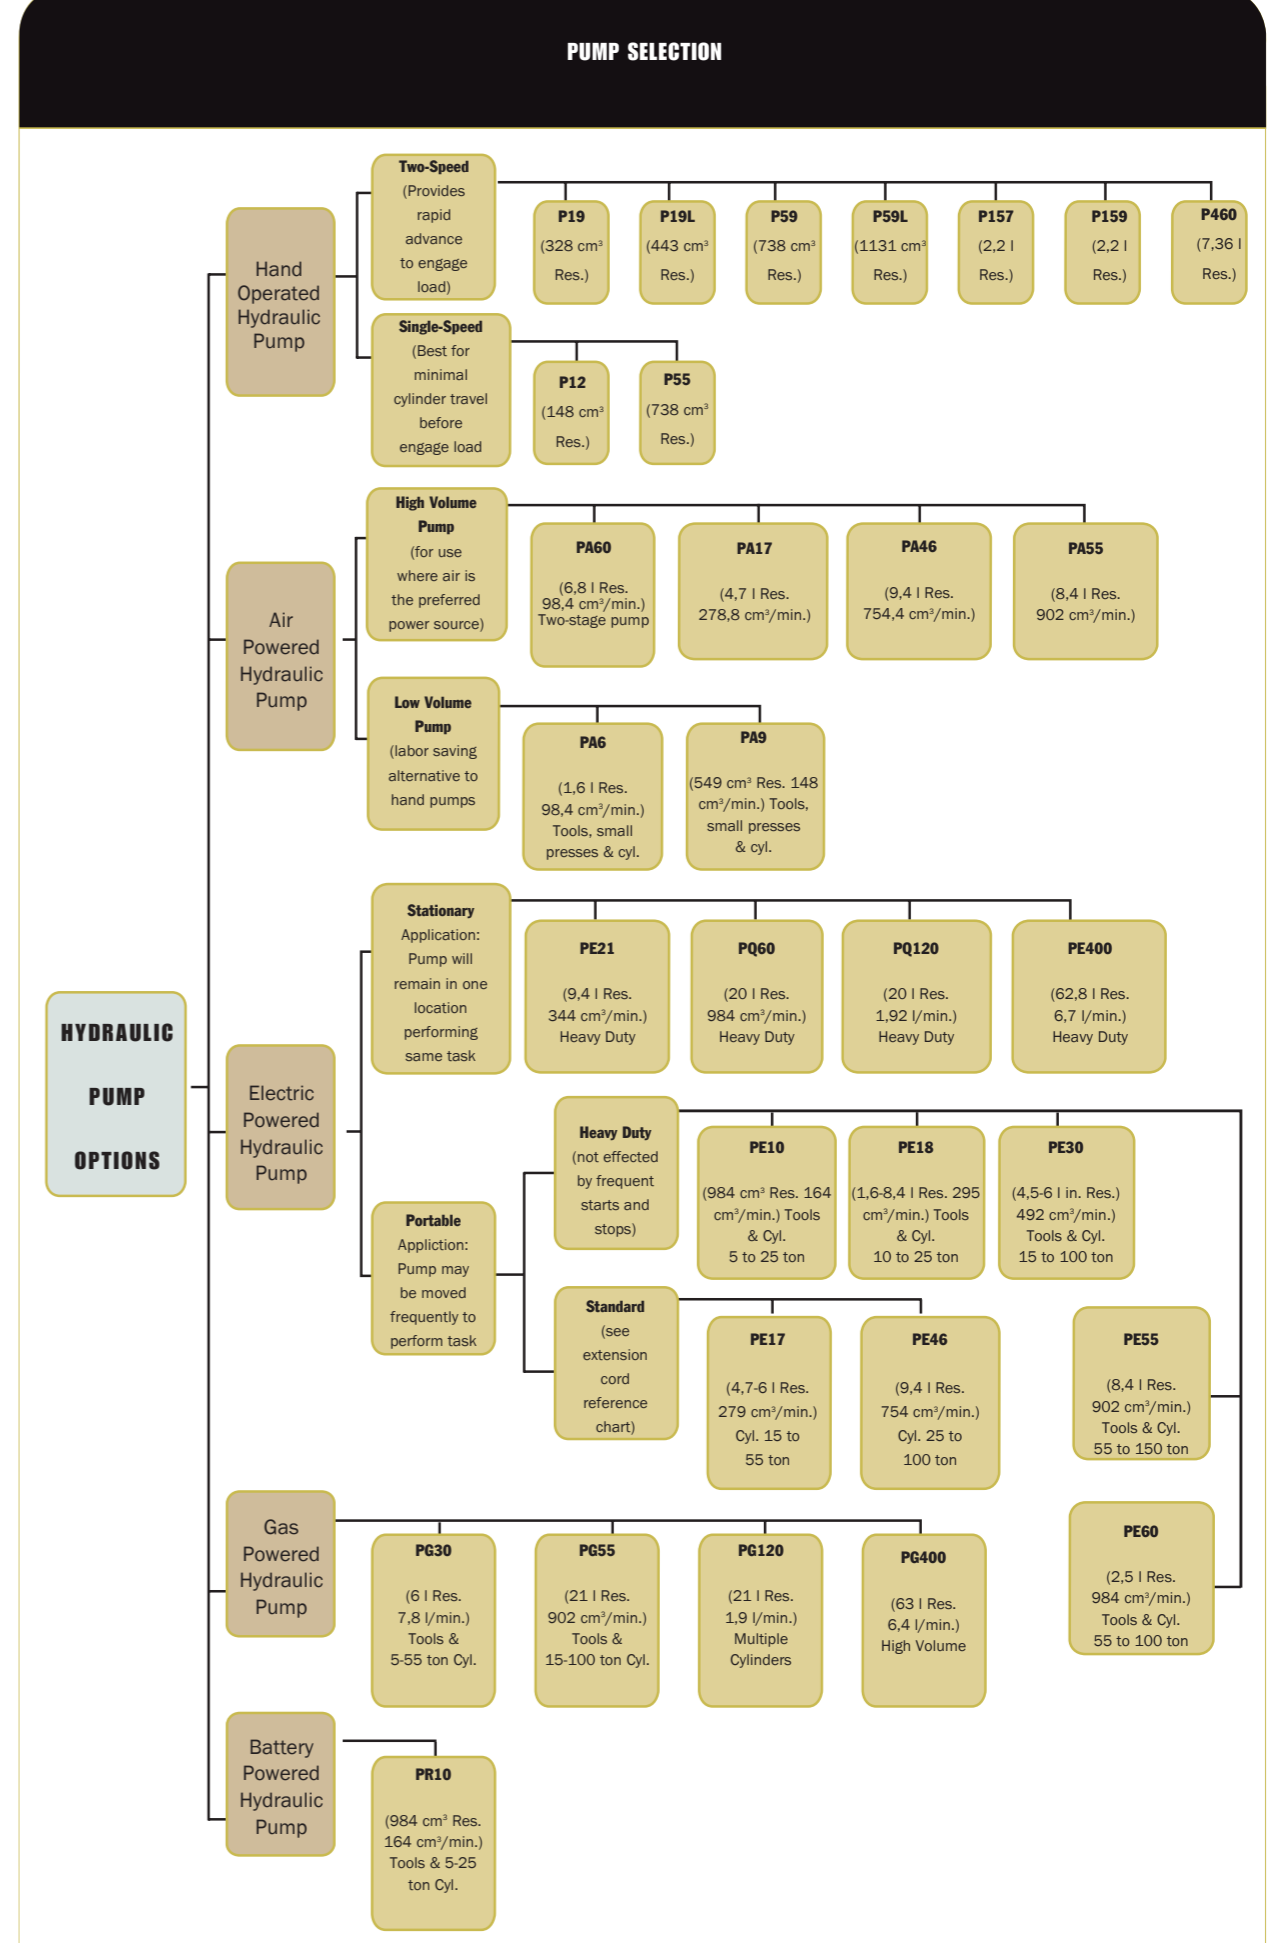 PUMP SELECTION
Hand
Operated
Hydraulic
Pump
Two-Speed
(Provides
rapid
advance
to engage
load)
P19
(328 cm³
Res.)
P19L
(443 cm³
Res.)
P59
(738 cm³
Res.)
P59L
(1131 cm³
Res.)
P157
(2,2 l
Res.)
P159
(2,2 l
Res.)
P460
(7,36 l
Res.)
Single-Speed
(Best for
minimal
cylinder travel
before
engage load
P12
(148 cm³
Res.)
P55
(738 cm³
Res.)
Air
Powered
Hydraulic
Pump
High Volume
Pump
(for use
where air is
the preferred
power source)
PA60
(6,8 l Res.
98,4 cm³/min.)
Two-stage pump
PA17
(4,7 l Res.
278,8 cm³/min.)
PA46
(9,4 l Res.
754,4 cm³/min.)
PA55
(8,4 l Res.
902 cm³/min.)
Low Volume
Pump
(labor saving
alternative to
hand pumps
PA6
(1,6 l Res.
98,4 cm³/min.)
Tools, small
presses & cyl.
PA9
(549 cm³ Res. 148
cm³/min.) Tools,
small presses
& cyl.
HYDRAULIC
PUMP
OPTIONS
Electric
Powered
Hydraulic
Pump
Stationary
Application:
Pump will
remain in one
location
performing
same task
PE21
(9,4 l Res.
344 cm³/min.)
Heavy Duty
PQ60
(20 l Res.
984 cm³/min.)
Heavy Duty
PQ120
(20 l Res.
1,92 l/min.)
Heavy Duty
PE400
(62,8 l Res.
6,7 l/min.)
Heavy Duty
Portable
Appliction:
Pump may
be moved
frequently to
perform task
Heavy Duty
(not effected
by frequent
starts and
stops)
PE10
(984 cm³ Res. 164
cm³/min.) Tools
& Cyl.
5 to 25 ton
PE18
(1,6-8,4 l Res. 295
cm³/min.) Tools
& Cyl.
10 to 25 ton
PE30
(4,5-6 l in. Res.)
492 cm³/min.)
Tools & Cyl.
15 to 100 ton
Standard
(see
extension
cord
reference
chart)
PE17
(4,7-6 l Res.
279 cm³/min.)
Cyl. 15 to
55 ton
PE46
(9,4 l Res.
754 cm³/min.)
Cyl. 25 to
100 ton
PE55
(8,4 l Res.
902 cm³/min.)
Tools & Cyl.
55 to 150 ton
PE60
(2,5 l Res.
984 cm³/min.)
Tools & Cyl.
55 to 100 ton
Gas
Powered
Hydraulic
Pump
PG30
(6 l Res.
7,8 l/min.)
Tools &
5-55 ton Cyl.
PG55
(21 l Res.
902 cm³/min.)
Tools &
15-100 ton Cyl.
PG120
(21 l Res.
1,9 l/min.)
Multiple
Cylinders
PG400
(63 l Res.
6,4 l/min.)
High Volume
Battery
Powered
Hydraulic
Pump
PR10
(984 cm³ Res.
164 cm³/min.)
Tools & 5-25
ton Cyl.